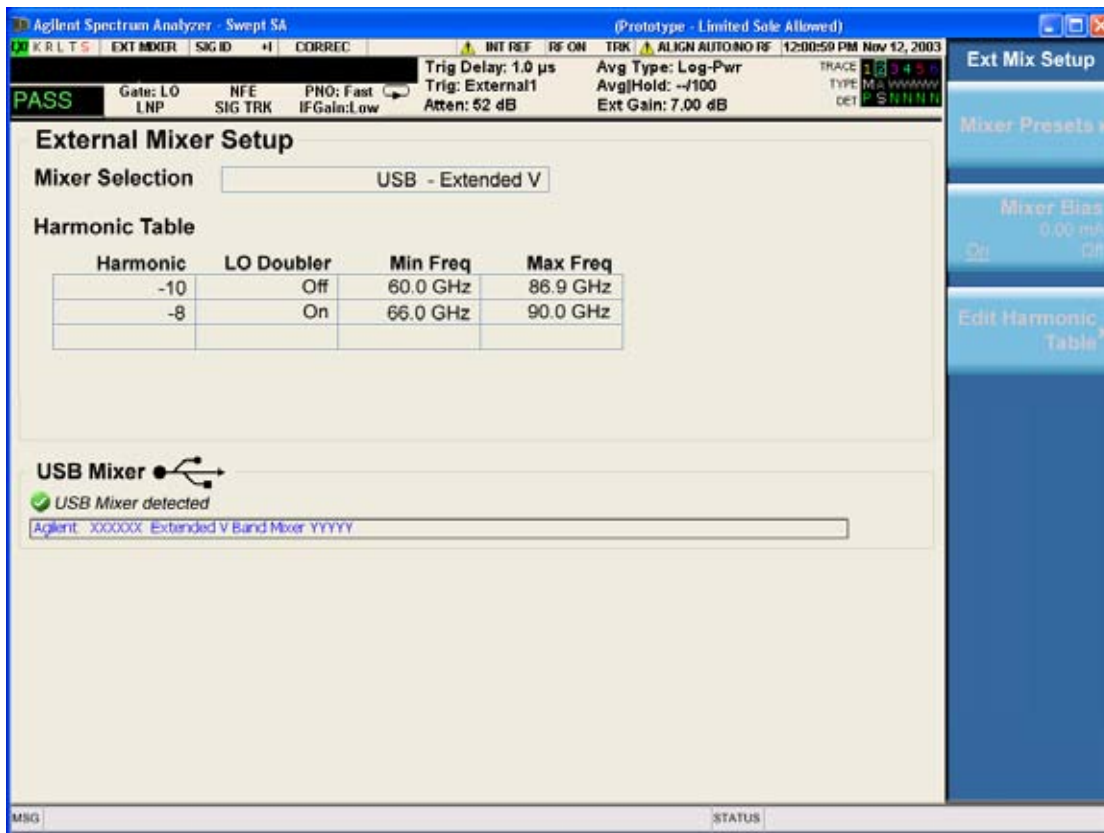 Agilent Spectrum Analyzer - Swept SA (Prototype - Limited Sale Allowed)
K R L T S EXT MIXER SIG ID +I CORREC INT REF RF ON TRK ALIGN AUTO/NO RF 12:00:59 PM Nov 12, 2003
PASS
Gate: LO
LNP
NFE
SIG TRK
PNO: Fast
IFGain:Low
Trig Delay: 1.0 µs
Trig: External1
Atten: 52 dB
Avg Type: Log-Pwr
Avg|Hold: --/100
Ext Gain: 7.00 dB
TRACE 1 2 3 4 5 6
TYPE M A W W W W
DET P S N N N N
External Mixer Setup
Mixer Selection USB - Extended V
Harmonic Table
Harmonic LO Doubler Min Freq Max Freq
-10 Off 60.0 GHz 86.9 GHz
-8 On 66.0 GHz 90.0 GHz
USB Mixer
USB Mixer detected
Agilent XXXXXX Extended V Band Mixer YYYYY
Ext Mix Setup
Mixer Presets
Mixer Bias
0.00 mA
On Off
Edit Harmonic
Table
MSG STATUS